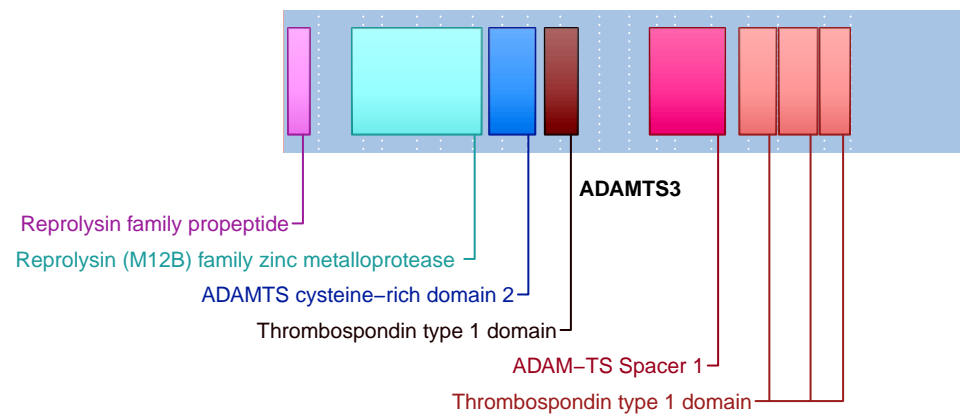 ADAMTS3
Reprolysin family propeptide
Reprolysin (M12B) family zinc metalloprotease
ADAMTS cysteine−rich domain 2
Thrombospondin type 1 domain
ADAM−TS Spacer 1
Thrombospondin type 1 domain